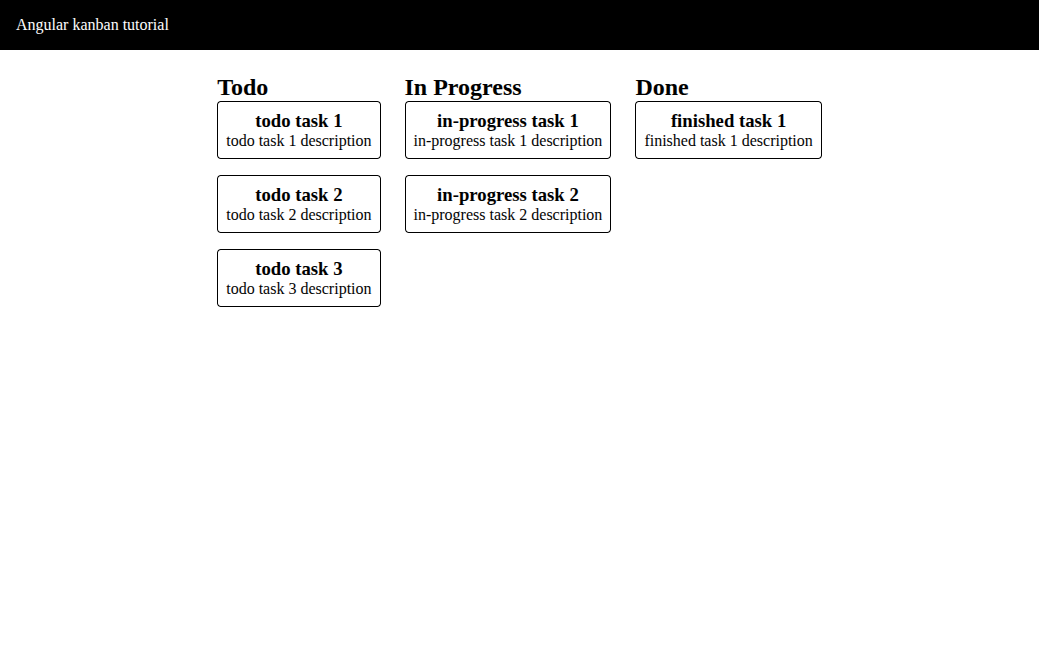 Angular kanban tutorial
Todo
todo task 1
todo task 1 description
todo task 2
todo task 2 description
todo task 3
todo task 3 description
In Progress
in-progress task 1
in-progress task 1 description
in-progress task 2
in-progress task 2 description
Done
finished task 1
finished task 1 description